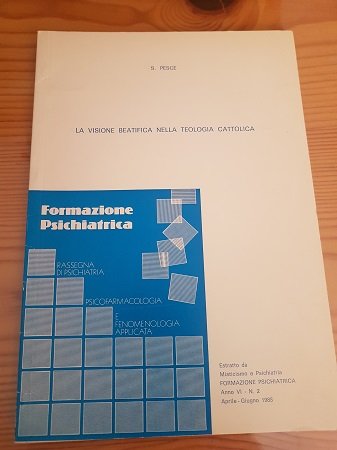 S. PESCE
LA VISIONE BEATIFICA NELLA TEOLOGIA CATTOLICA
Formazione
Psichiatrica
RASSEGNA
DI PSICHIATRIA
PSICOFARMACOLOGIA
E
FENOMENOLOGIA
APPLICATA
Estratto da
Misticismo e Psichiatria
FORMAZIONE PSICHIATRICA
Anno VI - N. 2
Aprile-Giugno 1985